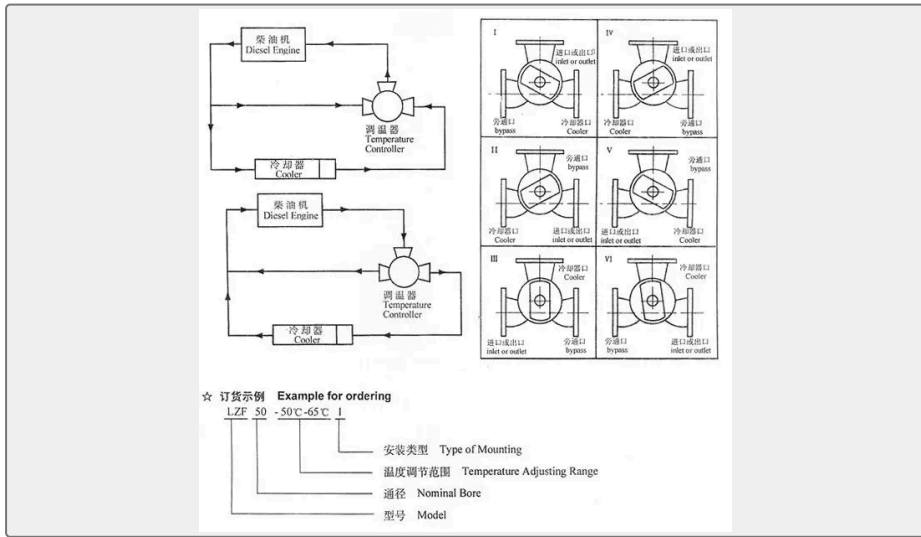 柴油机
Diesel Engine
调温器
Temperature
Controller
冷却器
Cooler
柴油机
Diesel Engine
调温器
Temperature
Controller
冷却器
Cooler
I
进口或出口
inlet or outlet
旁通口
bypass
冷却器口
Cooler
IV
进口或出口
inlet or outlet
冷却器口
Cooler
旁通口
bypass
II
旁通口
bypass
冷却器口
Cooler
进口或出口
inlet or outlet
V
旁通口
bypass
进口或出口
inlet or outlet
冷却器口
Cooler
III
冷却器口
Cooler
进口或出口
inlet or outlet
旁通口
bypass
VI
冷却器口
Cooler
旁通口
bypass
进口或出口
inlet or outlet
☆ 订货示例 Example for ordering
LZF 50 -50℃-65℃ I
安装类型 Type of Mounting
温度调节范围 Temperature Adjusting Range
通径 Nominal Bore
型号 Model